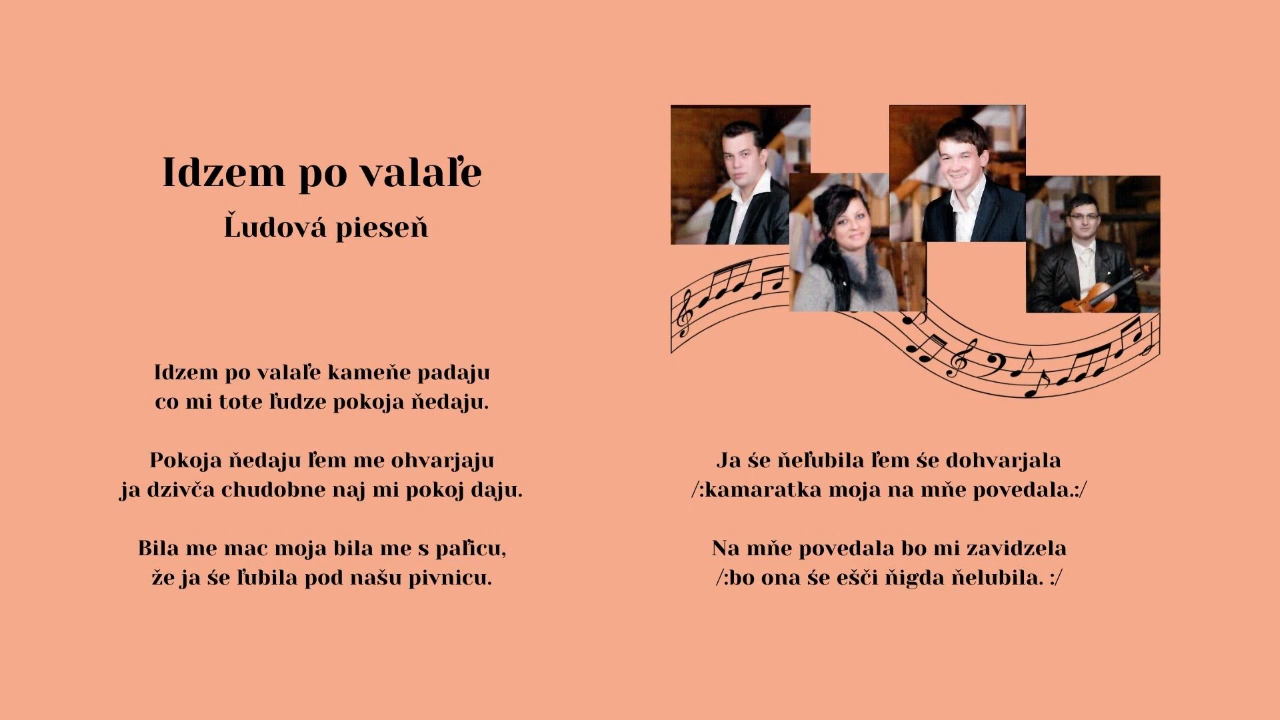 Idzem po valaľe
Ľudová pieseň
Idzem po valaľe kameňe padaju
co mi tote ľudze pokoja ňedaju.
Pokoja ňedaju ľem me ohvarjaju
ja dzivča chudobne naj mi pokoj daju.
Bila me mac moja bila me s paľicu,
že ja śe ľubila pod našu pivnicu.
Ja śe ňeľubila ľem śe dohvarjala
/:kamaratka moja na mňe povedala.:/
Na mňe povedala bo mi zavidzela
/:bo ona śe ešči ňigda ňelubila. :/